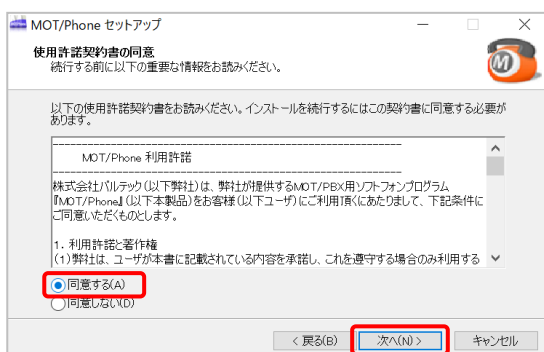 MOT/Phone セットアップ
使用許諾契約書の同意
続行する前に以下の重要な情報をお読みください。
M
以下の使用許諾契約書をお読みください。インストールを続行するにはこの契約書に同意する必要が
あります。
------------------------------------------------------------
MOT/Phone 利用許諾
------------------------------------------------------------
株式会社バルテック(以下弊社)は、弊社が提供するMOT/PBX用ソフトフォンプログラム
『MOT/Phone』(以下本製品)をお客様(以下ユーザ)にご利用頂くにあたりまして、下記条件に
ご同意いただくものとします。
1. 利用許諾と著作権
(1)弊社は、ユーザが本書に記載されている内容を承諾し、これを遵守する場合のみ利用する
同意する(A)
同意しない(D)
< 戻る(B)
次へ(N) >
キャンセル